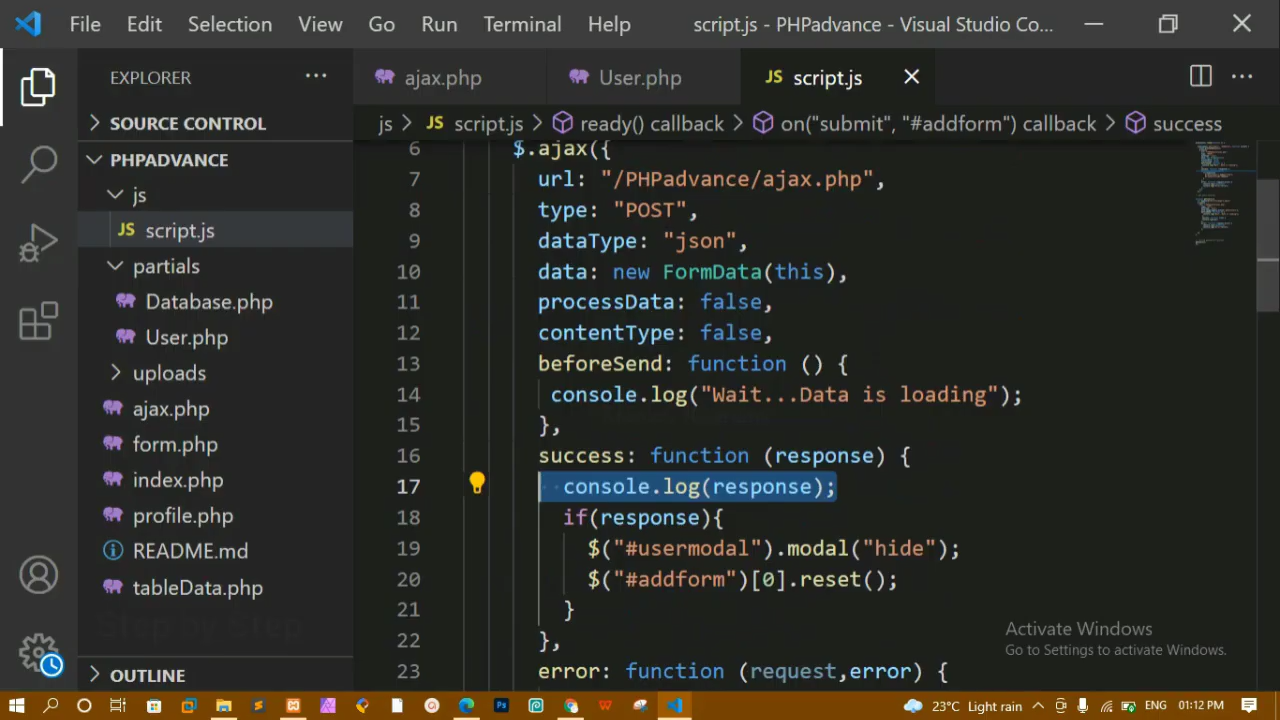 File Edit Selection View Go Run Terminal Help script.js - PHPadvance - Visual Studio Co...
EXPLORER ···
ajax.php User.php JS script.js
SOURCE CONTROL
js > JS script.js > ready() callback > on("submit", "#addform") callback > success
PHPADVANCE
js
JS script.js
partials
Database.php
User.php
uploads
ajax.php
form.php
index.php
profile.php
README.md
tableData.php
Step by Step
OUTLINE
6 $.ajax({
7 url: "/PHPadvance/ajax.php",
8 type: "POST",
9 dataType: "json",
10 data: new FormData(this),
11 processData: false,
12 contentType: false,
13 beforeSend: function () {
14 console.log("Wait...Data is loading");
15 },
16 success: function (response) {
17 console.log(response);
18 if(response){
19 $("#usermodal").modal("hide");
20 $("#addform")[0].reset();
21 }
22 },
23 error: function (request,error) {
Activate Windows
Go to Settings to activate Windows.
23°C Light rain ENG 01:12 PM